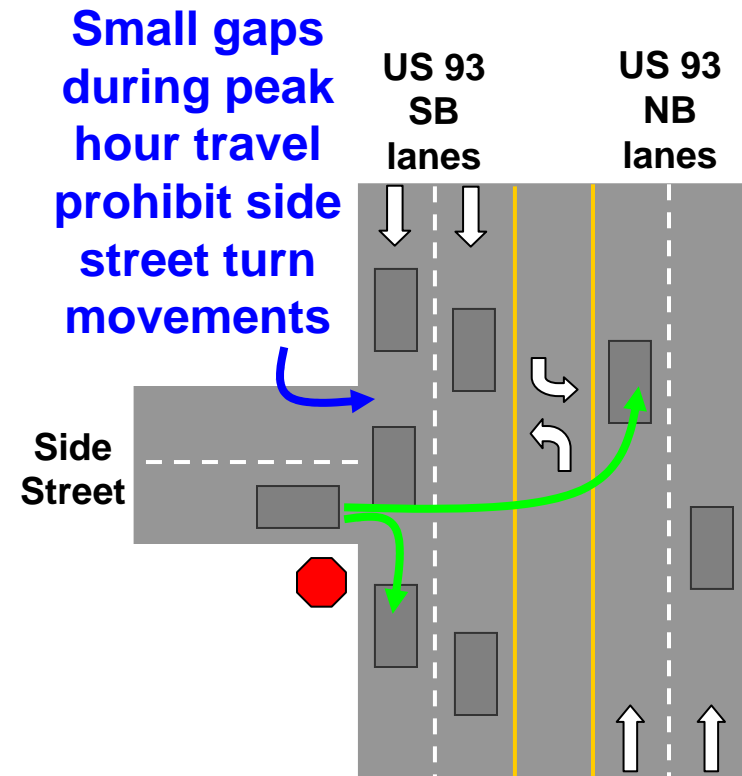 Small gaps
during peak
hour travel
prohibit side
street turn
movements
US 93
SB
lanes
US 93
NB
lanes
Side
Street